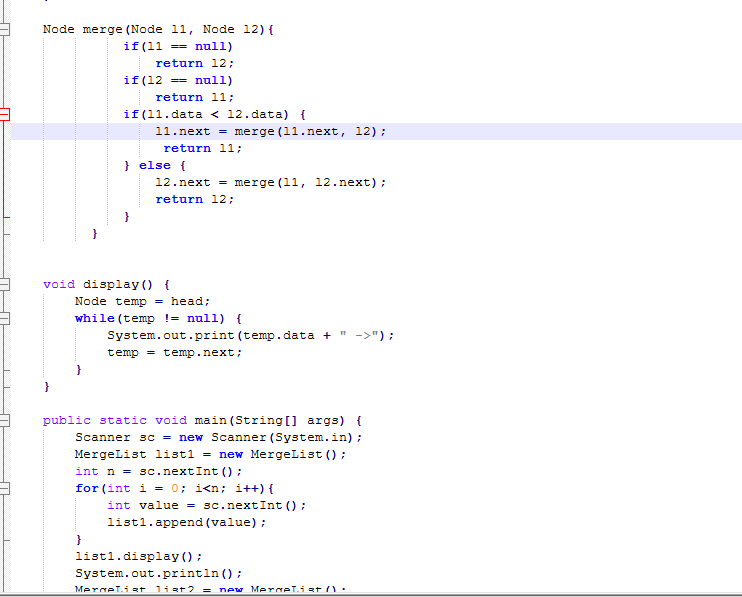 Node merge(Node l1, Node l2){
if(l1 == null)
return l2;
if(l2 == null)
return l1;
if(l1.data < l2.data) {
l1.next = merge(l1.next, l2);
return l1;
} else {
l2.next = merge(l1, l2.next);
return l2;
}
}
void display() {
Node temp = head;
while(temp != null) {
System.out.print(temp.data + " ->");
temp = temp.next;
}
}
public static void main(String[] args) {
Scanner sc = new Scanner(System.in);
MergeList list1 = new MergeList();
int n = sc.nextInt();
for(int i = 0; i<n; i++){
int value = sc.nextInt();
list1.append(value);
}
list1.display();
System.out.println();
MergeList list2 = new MergeList();